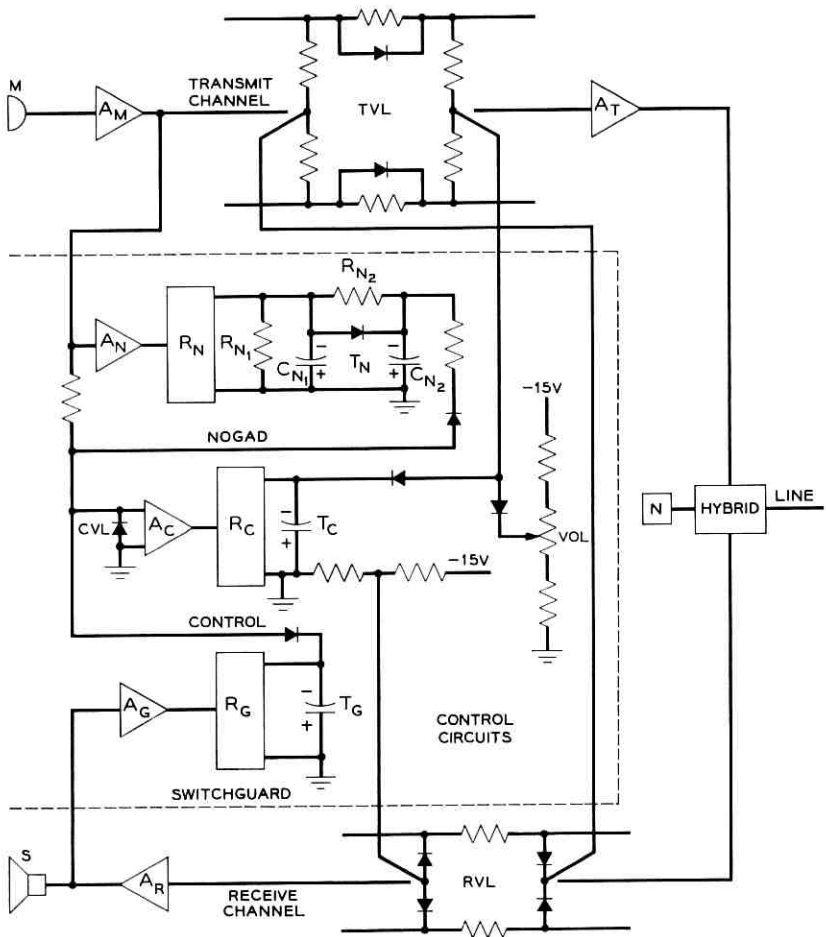 M
A_M
TRANSMIT
CHANNEL
TVL
A_T
R_N2
A_N
R_N
R_N1
−
+
C_N1
T_N
−
+
C_N2
NOGAD
−15V
CVL
A_C
R_C
−
+
T_C
VOL
N
HYBRID
LINE
−15V
CONTROL
A_G
R_G
−
+
T_G
CONTROL
CIRCUITS
SWITCHGUARD
S
A_R
RECEIVE
CHANNEL
RVL